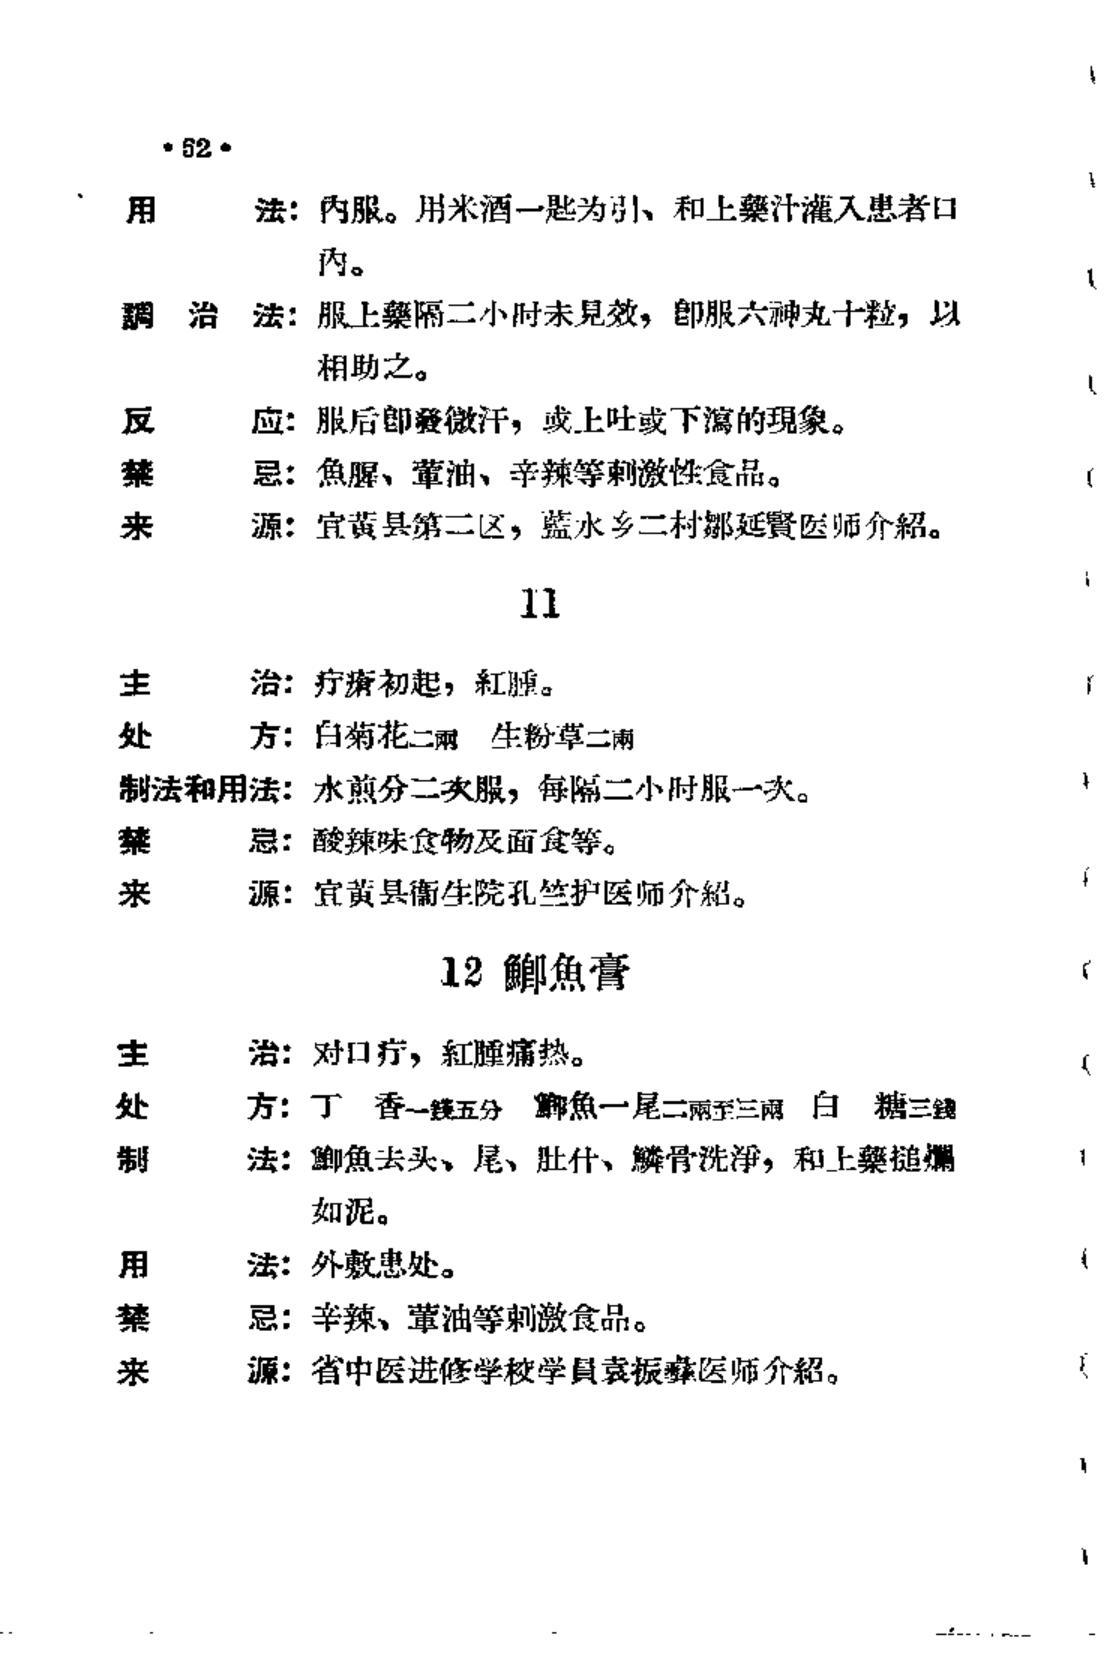 •52•
用法：內服。用米酒一匙为引、和上藥汁灌入患者口
內。
調治法：服上藥隔二小时未見效，卽服六神丸十粒，以
相助之。
反应：服后卽發微汗，或上吐或下瀉的現象。
禁忌：魚腥、葷油、辛辣等刺激性食品。
来源：宜黄县第二区，藍水乡二村鄒延賢医师介紹。
11
主治：疔瘡初起，紅腫。
处方：白菊花二兩 生粉草二兩
制法和用法：水煎分二次服，每隔二小时服一次。
禁忌：酸辣味食物及面食等。
来源：宜黄县衞生院孔竺护医师介紹。
12 鯽魚膏
主治：对口疔，紅腫痛热。
处方：丁香一錢五分 鯽魚一尾二兩至三兩 白糖三錢
制法：鯽魚去头、尾、肚什、鱗骨洗淨，和上藥搥爛
如泥。
用法：外敷患处。
禁忌：辛辣、葷油等刺激食品。
来源：省中医进修学校学員袁振彝医师介紹。